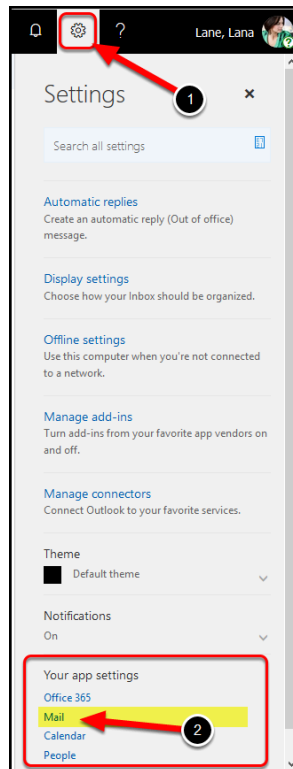 ? Lane, Lana
1
Settings ×
Search all settings
Automatic replies
Create an automatic reply (Out of office)
message.
Display settings
Choose how your Inbox should be organized.
Offline settings
Use this computer when you're not connected
to a network.
Manage add-ins
Turn add-ins from your favorite app vendors on
and off.
Manage connectors
Connect Outlook to your favorite services.
Theme
Default theme
Notifications
On
Your app settings
Office 365
Mail
2
Calendar
People